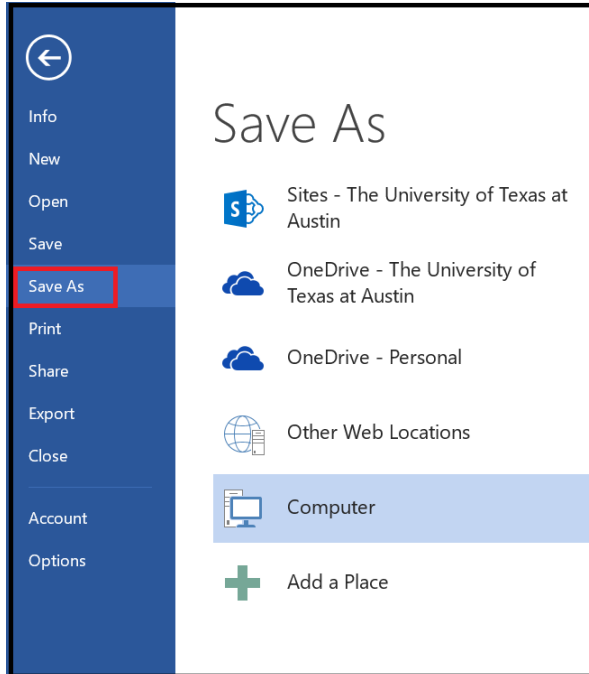 Info
New
Open
Save
Save As
Print
Share
Export
Close
Account
Options
Save As
S
Sites - The University of Texas at
Austin
OneDrive - The University of
Texas at Austin
OneDrive - Personal
Other Web Locations
Computer
Add a Place